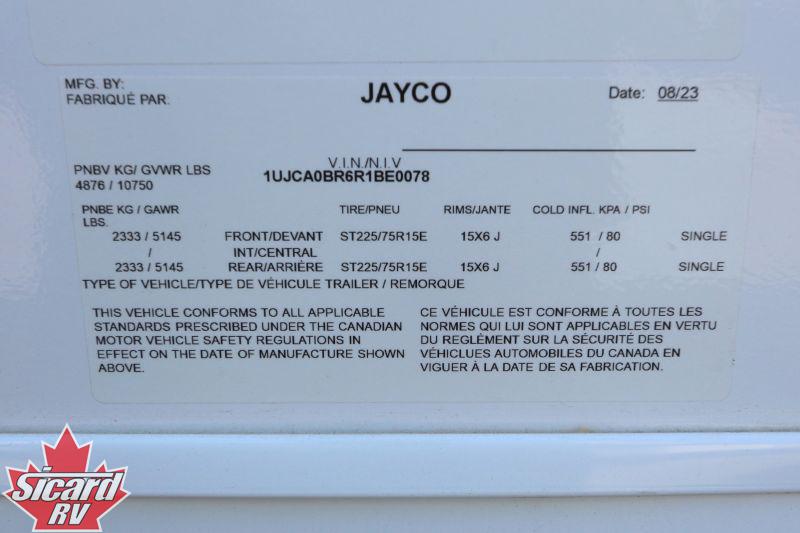 MFG. BY:
FABRIQUÉ PAR: JAYCO Date: 08/23
V.I.N./N.I.V
PNBV KG/ GVWR LBS 1UJCA0BR6R1BE0078
4876 / 10750
PNBE KG / GAWR TIRE/PNEU RIMS/JANTE COLD INFL. KPA / PSI
LBS.
2333 / 5145 FRONT/DEVANT ST225/75R15E 15X6 J 551 / 80 SINGLE
/ INT/CENTRAL /
2333 / 5145 REAR/ARRIÈRE ST225/75R15E 15X6 J 551 / 80 SINGLE
TYPE OF VEHICLE/TYPE DE VÉHICULE TRAILER / REMORQUE
THIS VEHICLE CONFORMS TO ALL APPLICABLE
STANDARDS PRESCRIBED UNDER THE CANADIAN
MOTOR VEHICLE SAFETY REGULATIONS IN
EFFECT ON THE DATE OF MANUFACTURE SHOWN
ABOVE.
CE VÉHICULE EST CONFORME À TOUTES LES
NORMES QUI LUI SONT APPLICABLES EN VERTU
DU REGLÉMENT SUR LA SÉCURITÉ DES
VÉHICLUES AUTOMOBILES DU CANADA EN
VIGUER À LA DATE DE SA FABRICATION.
Sicard
RV